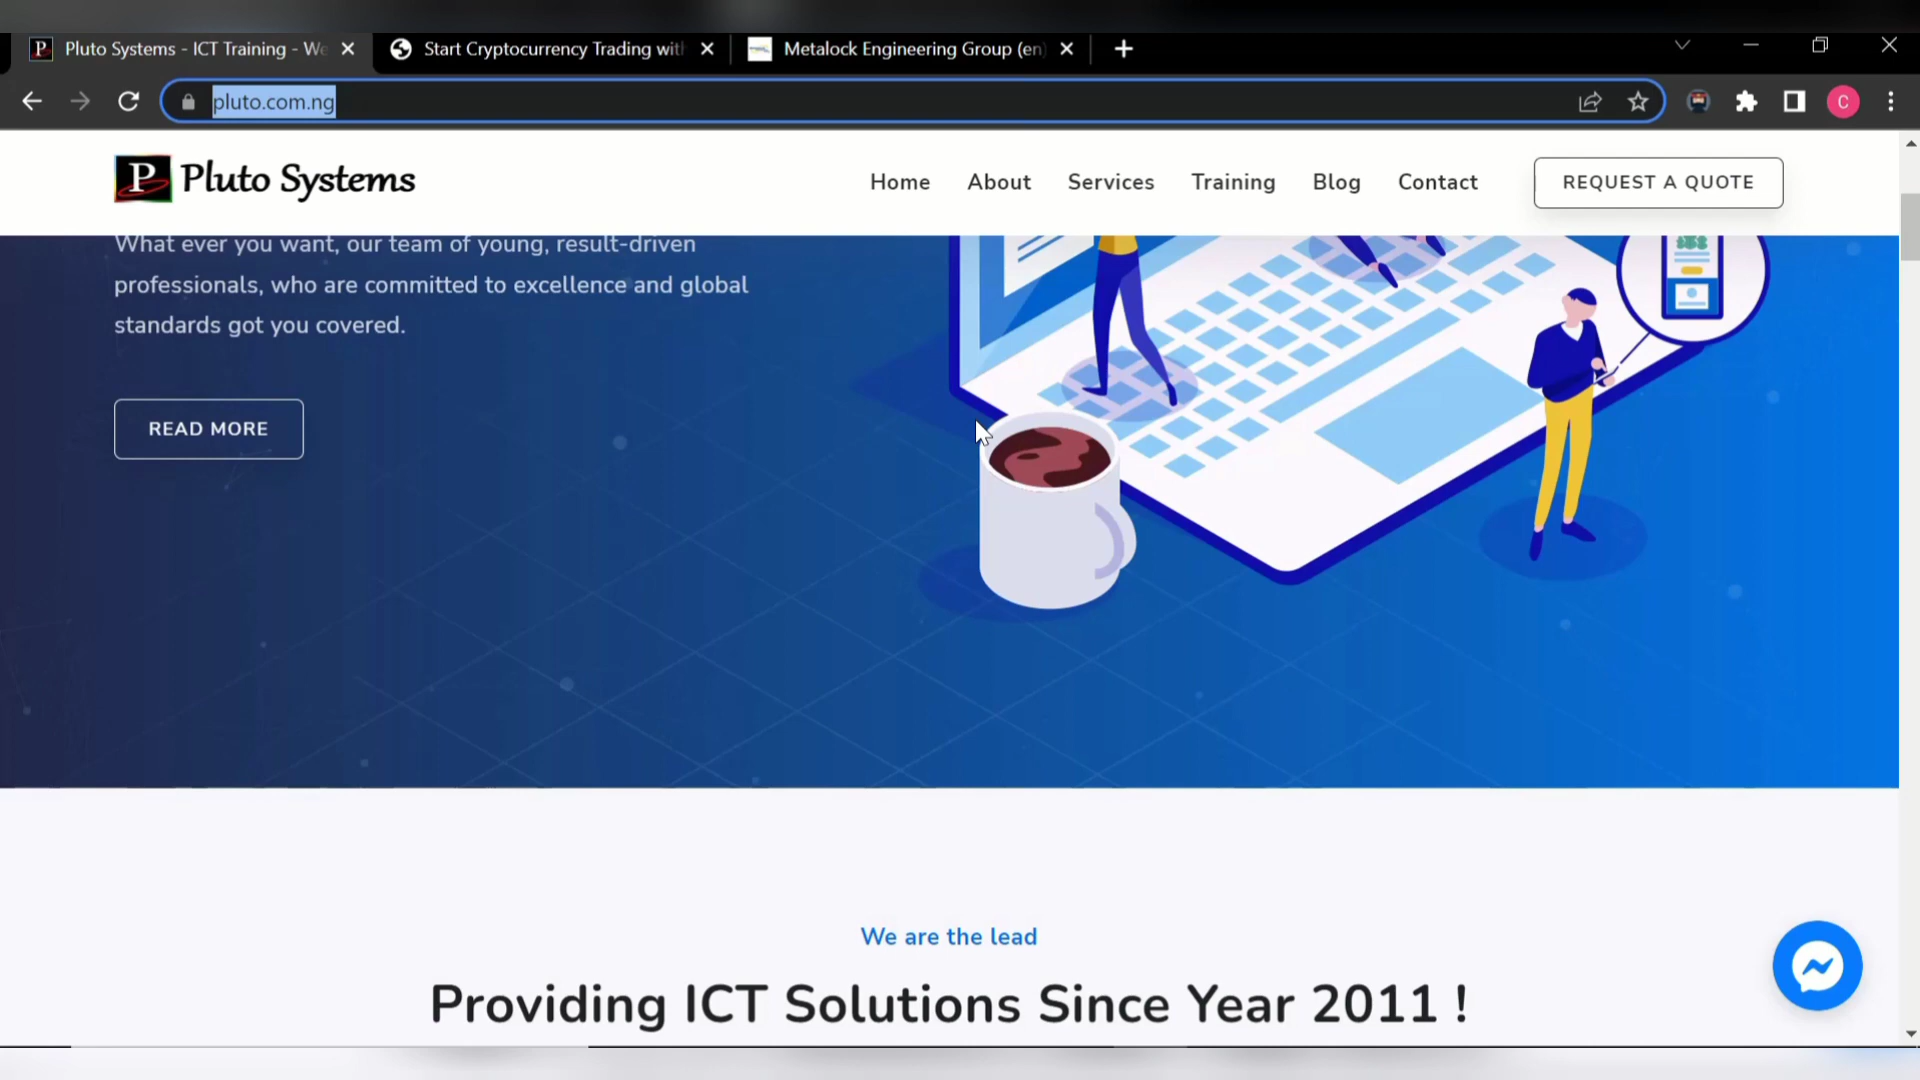 Pluto Systems - ICT Training - We
Start Cryptocurrency Trading with
Metalock Engineering Group (en)
pluto.com.ng
C
P Pluto Systems
Home
About
Services
Training
Blog
Contact
REQUEST A QUOTE
What ever you want, our team of young, result-driven
professionals, who are committed to excellence and global
standards got you covered.
READ MORE
$$$
We are the lead
Providing ICT Solutions Since Year 2011 !